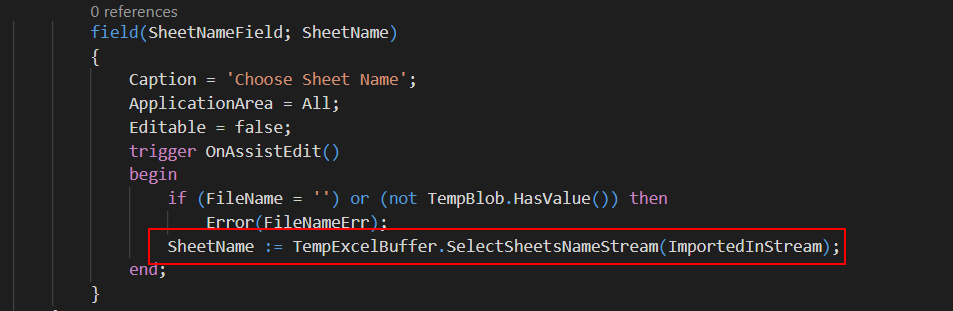 0 references
field(SheetNameField; SheetName)
{
Caption = 'Choose Sheet Name';
ApplicationArea = All;
Editable = false;
trigger OnAssistEdit()
begin
if (FileName = '') or (not TempBlob.HasValue()) then
Error(FileNameErr);
SheetName := TempExcelBuffer.SelectSheetsNameStream(ImportedInStream);
end;
}